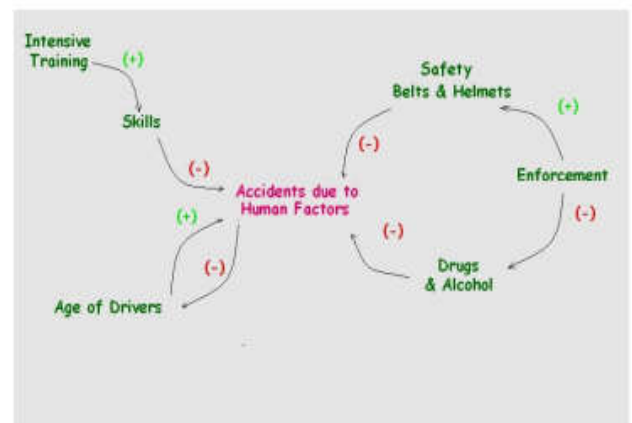 Intensive
Training
(+)
Skills
(-)
Safety
Belts & Helmets
(+)
(-)
Enforcement
(-)
Accidents due to
Human Factors
(+)
(-)
(-)
Drugs
& Alcohol
Age of Drivers